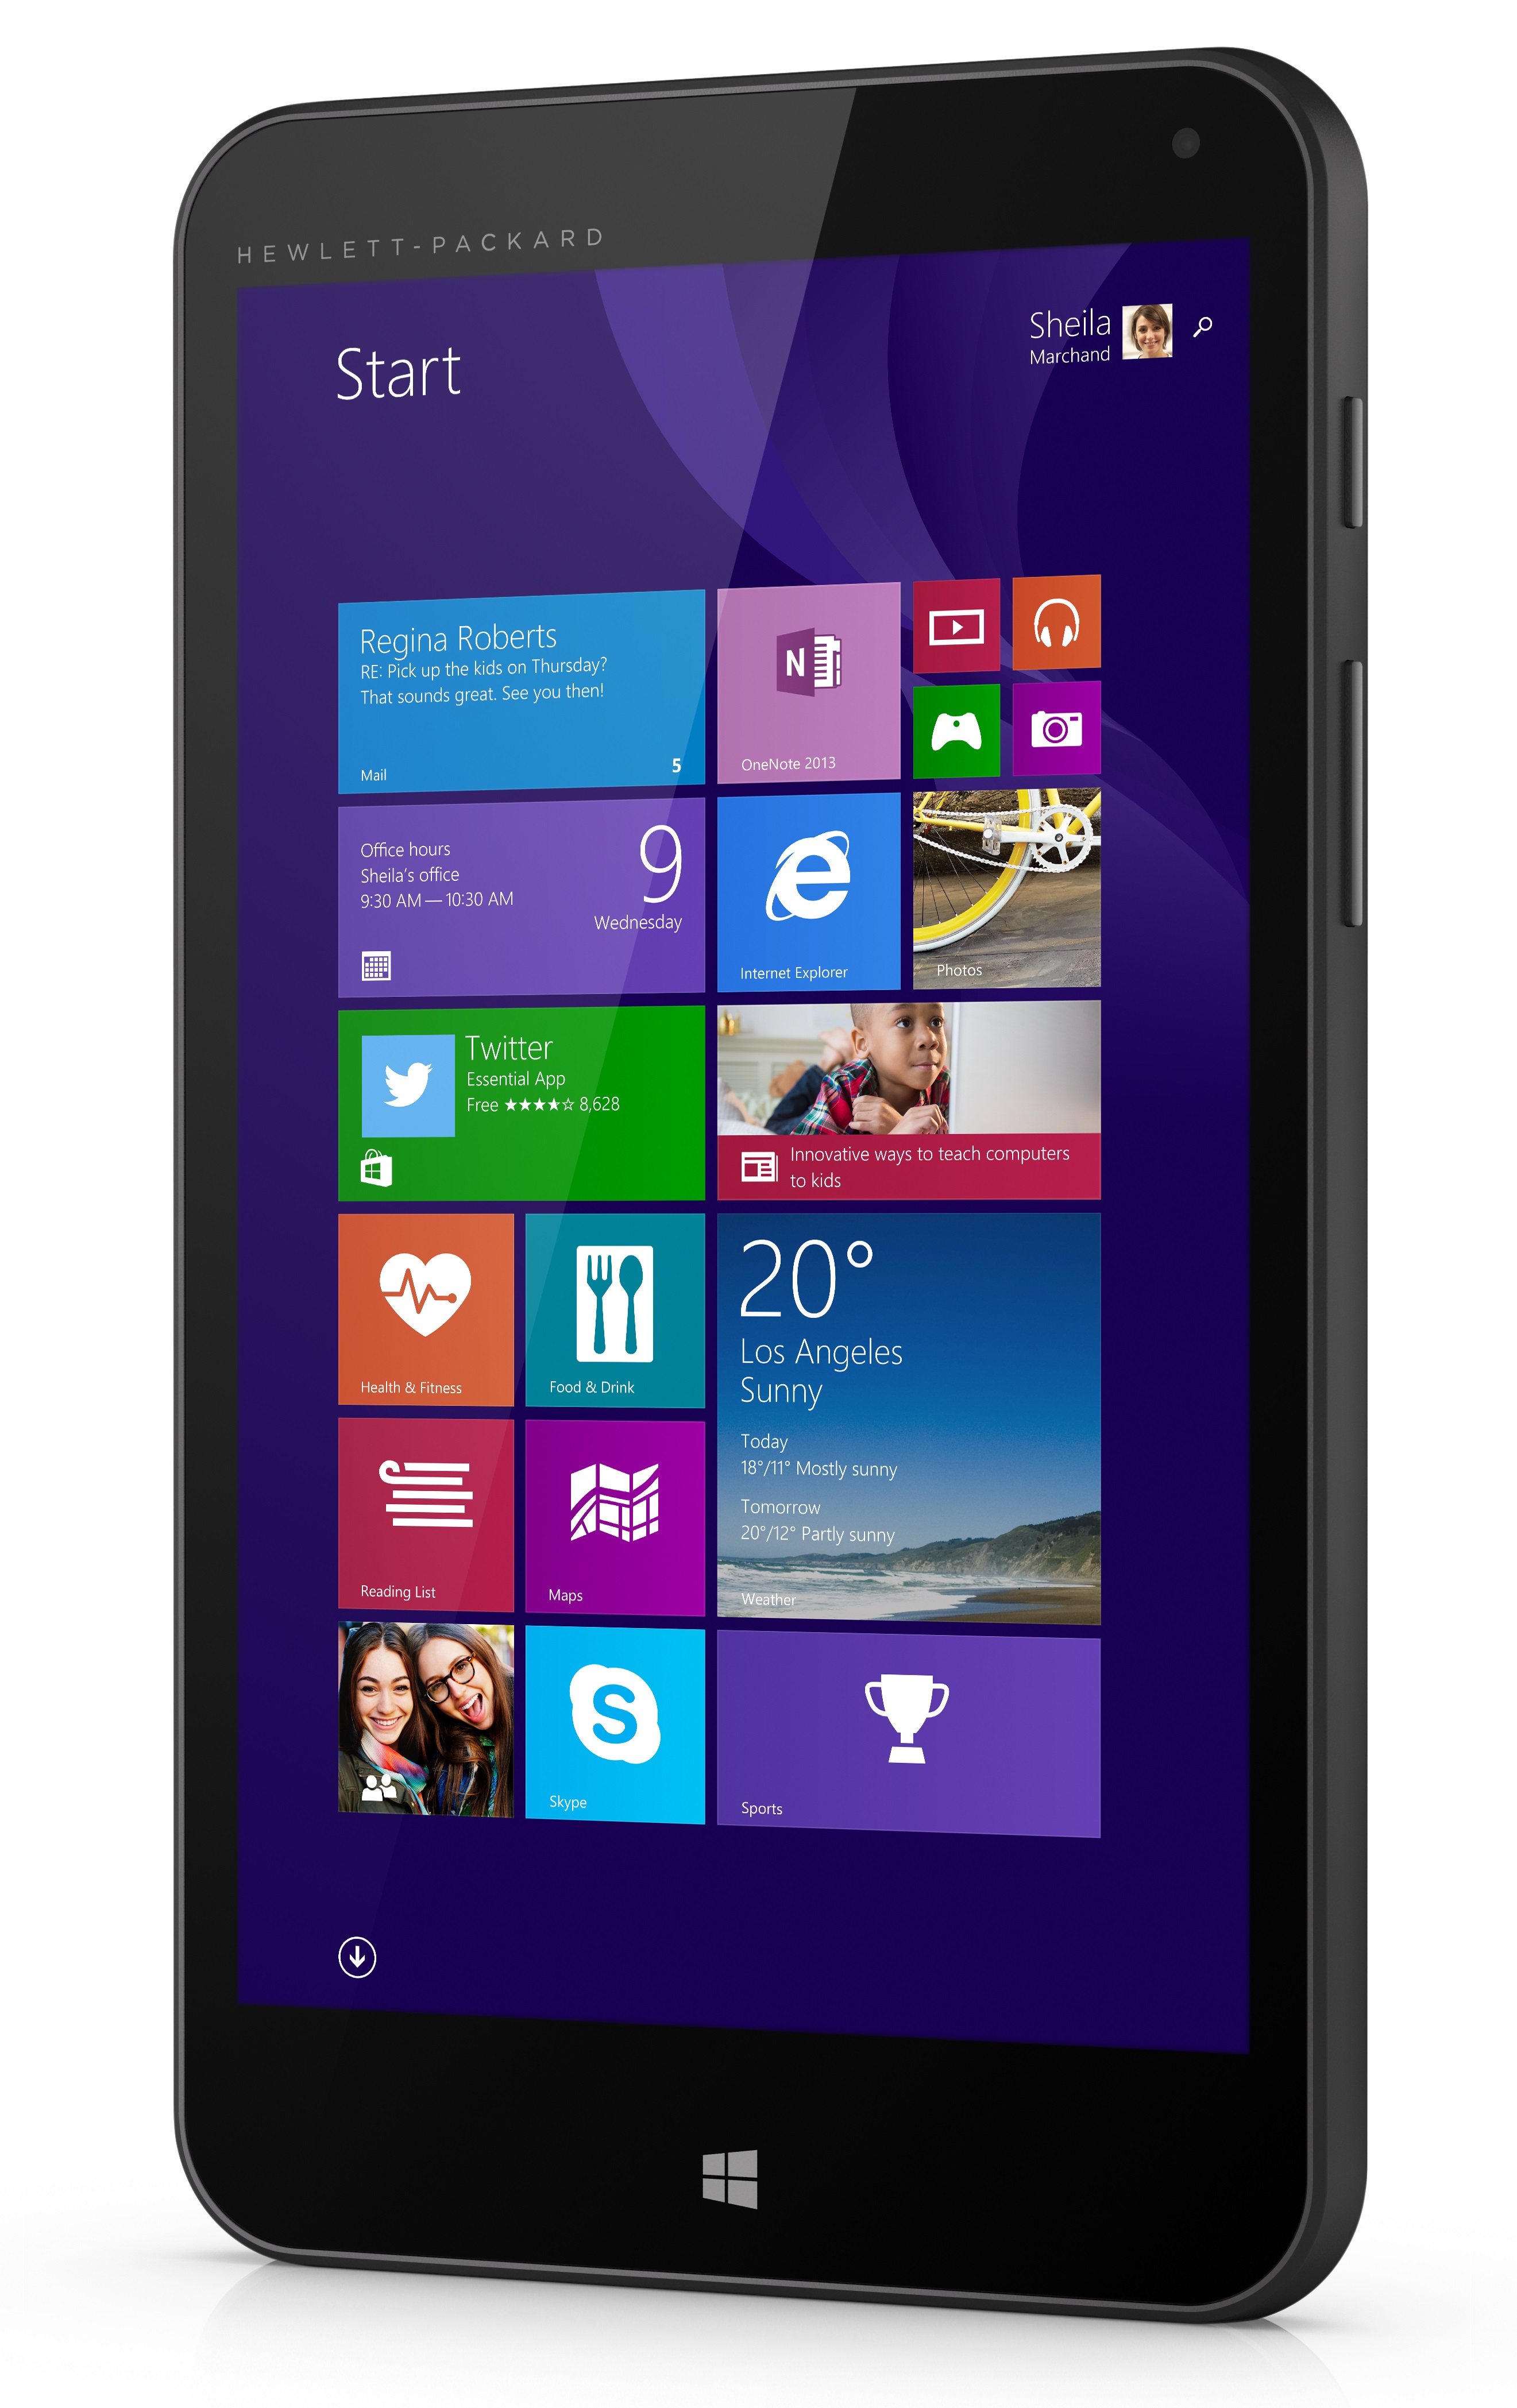 HEWLETT-PACKARD
Start
Sheila
Marchand
Regina Roberts
RE: Pick up the kids on Thursday?
That sounds great. See you then!
Mail
5
N
OneNote 2013
Office hours
Sheila's office
9:30 AM — 10:30 AM
9
Wednesday
Internet Explorer
Photos
Twitter
Essential App
Free ★★★★☆ 8,628
Innovative ways to teach computers
to kids
Health & Fitness
Food & Drink
20°
Los Angeles
Sunny
Today
18°/11° Mostly sunny
Tomorrow
20°/12° Partly sunny
Weather
Reading List
Maps
S
Skype
Sports